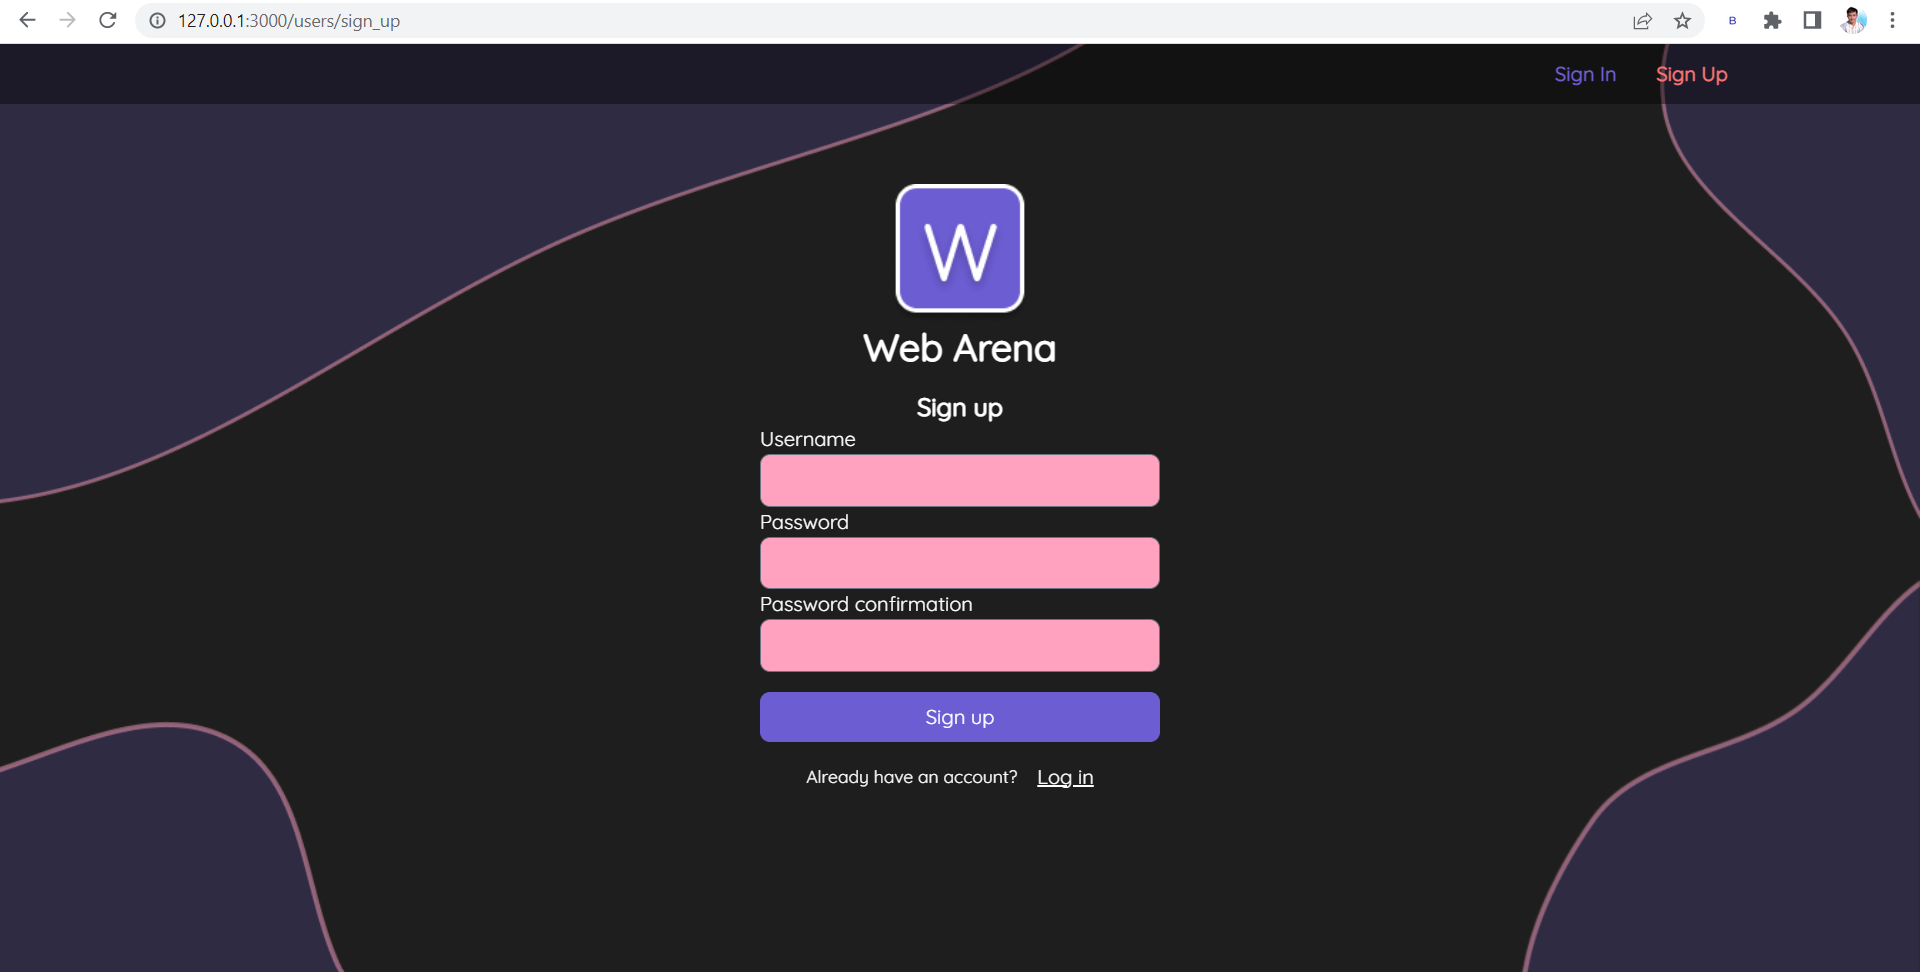 127.0.0.1:3000/users/sign_up
B
Sign In Sign Up
W
Web Arena
Sign up
Username
Password
Password confirmation
Sign up
Already have an account? Log in